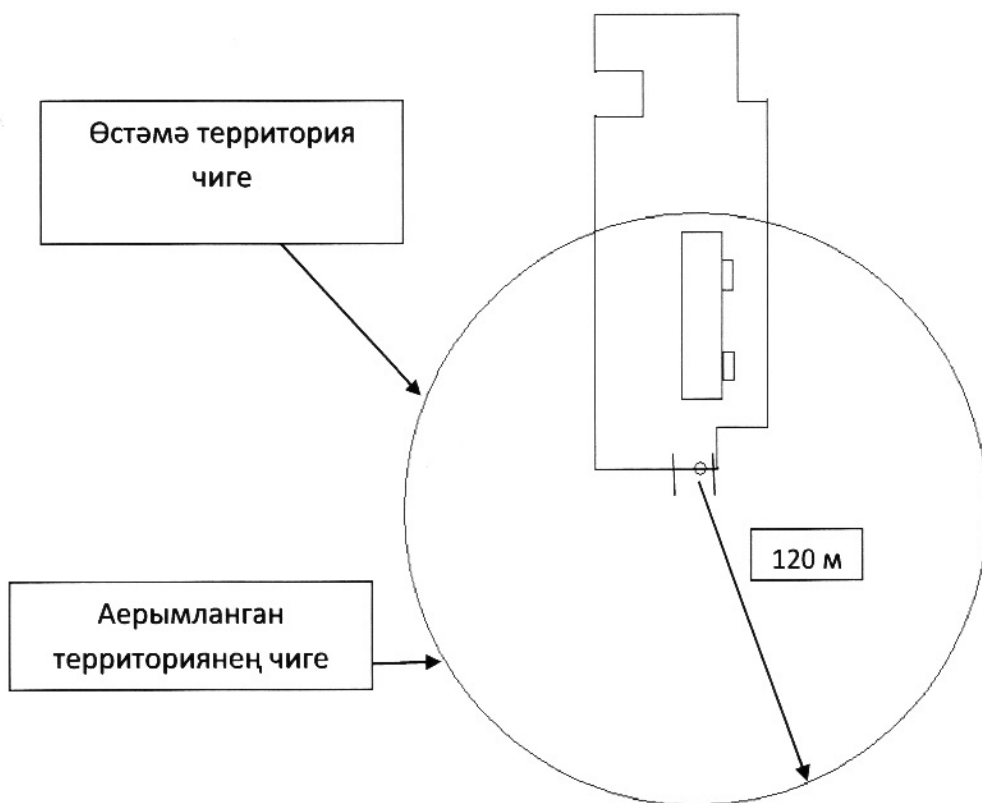 Өстәмә территория
чиге
120 м
Аерымланган
территориянең чиге